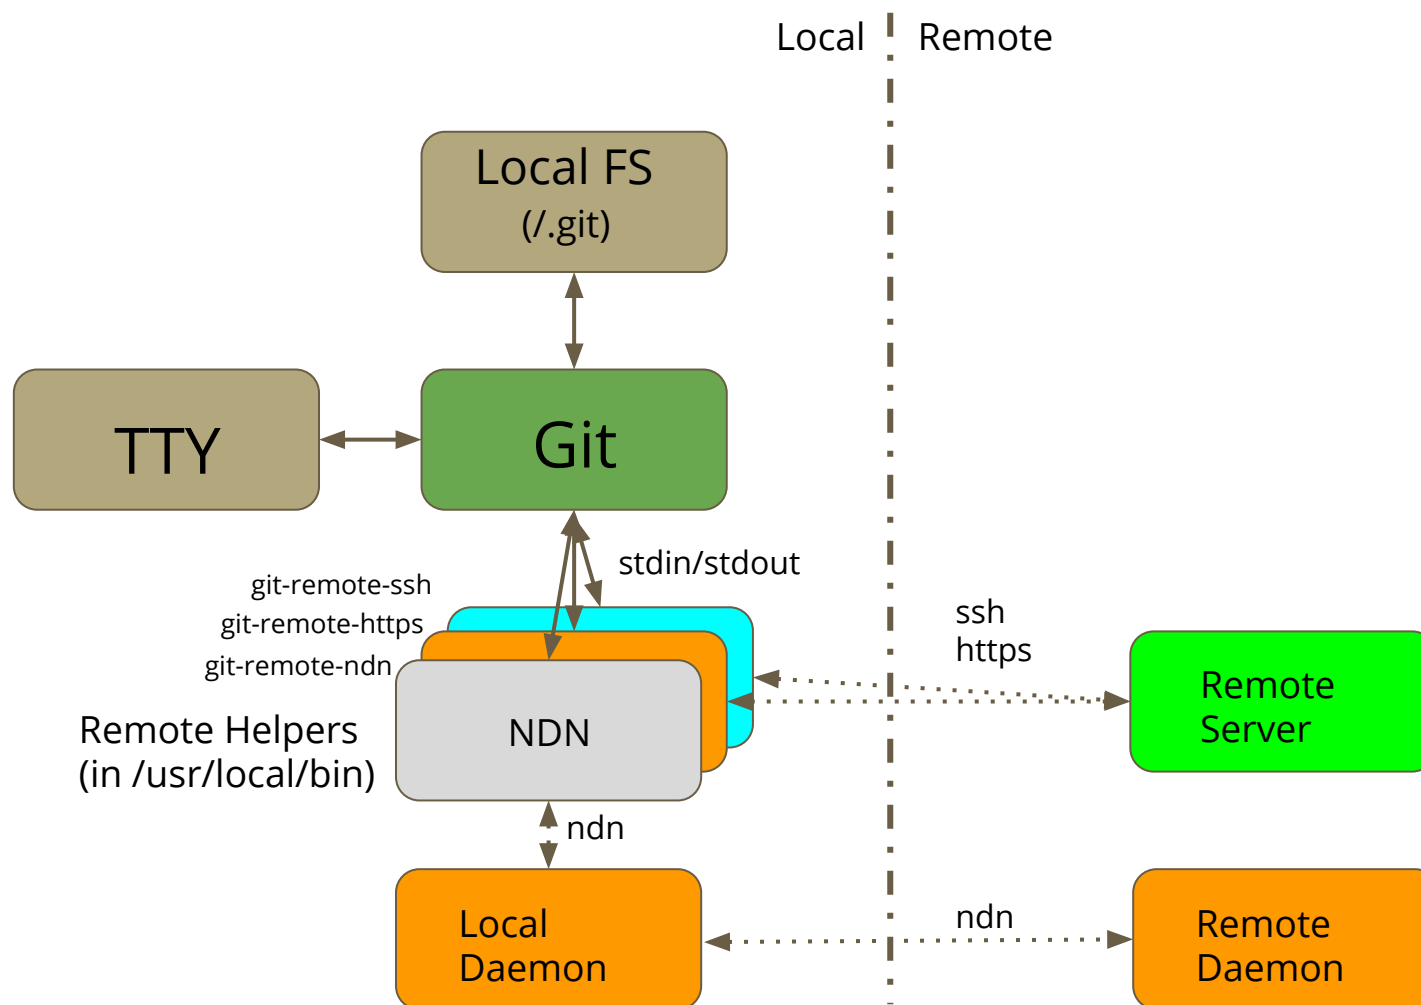 Local
Remote
Local FS
(/.git)
TTY
Git
stdin/stdout
git-remote-ssh
git-remote-https
git-remote-ndn
ssh
https
Remote Helpers
(in /usr/local/bin)
NDN
Remote
Server
ndn
Local
Daemon
ndn
Remote
Daemon